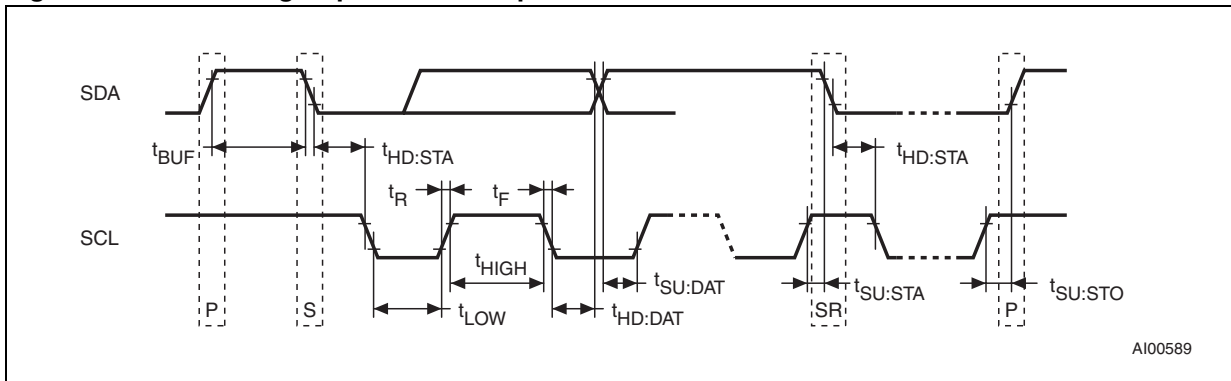 SDA
tBUF
tHD:STA
tHD:STA
tR
tF
SCL
tHIGH
tSU:DAT
tSU:STA
tSU:STO
tLOW
tHD:DAT
P
S
SR
P
AI00589